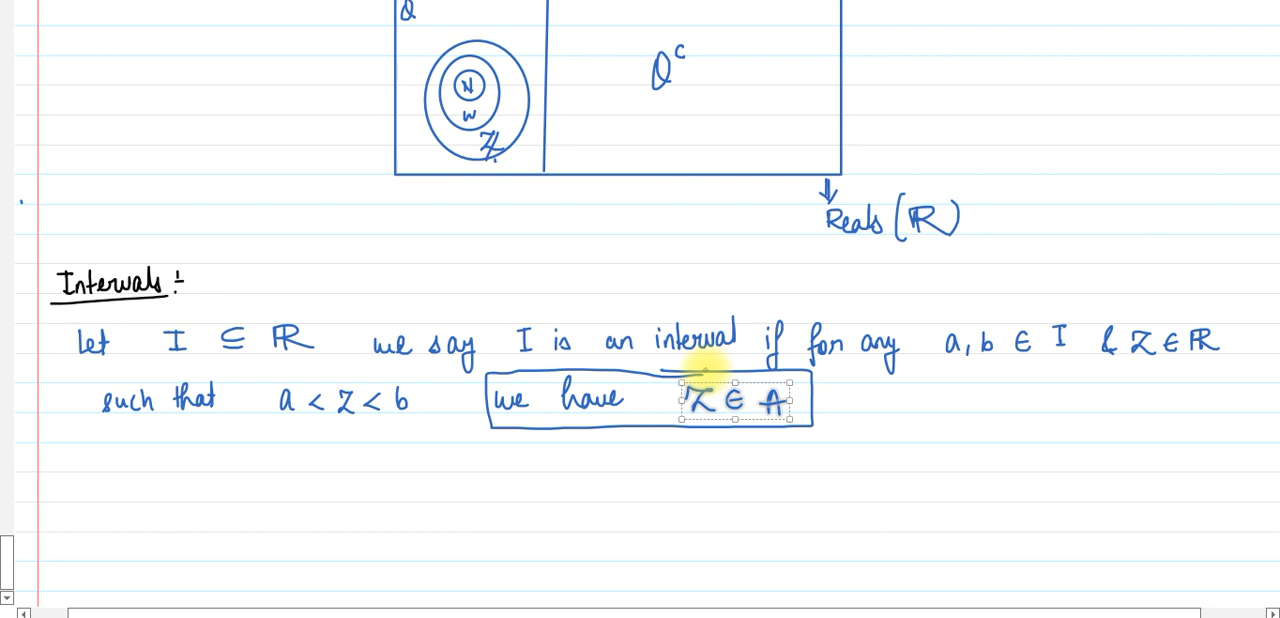 Q
N
W
Z
Q^c
Reals (ℝ)
Intervals :-
Let I ⊆ ℝ we say I is an interval if for any a, b ∈ I & Z ∈ ℝ
such that a < z < b we have Z ∈ A